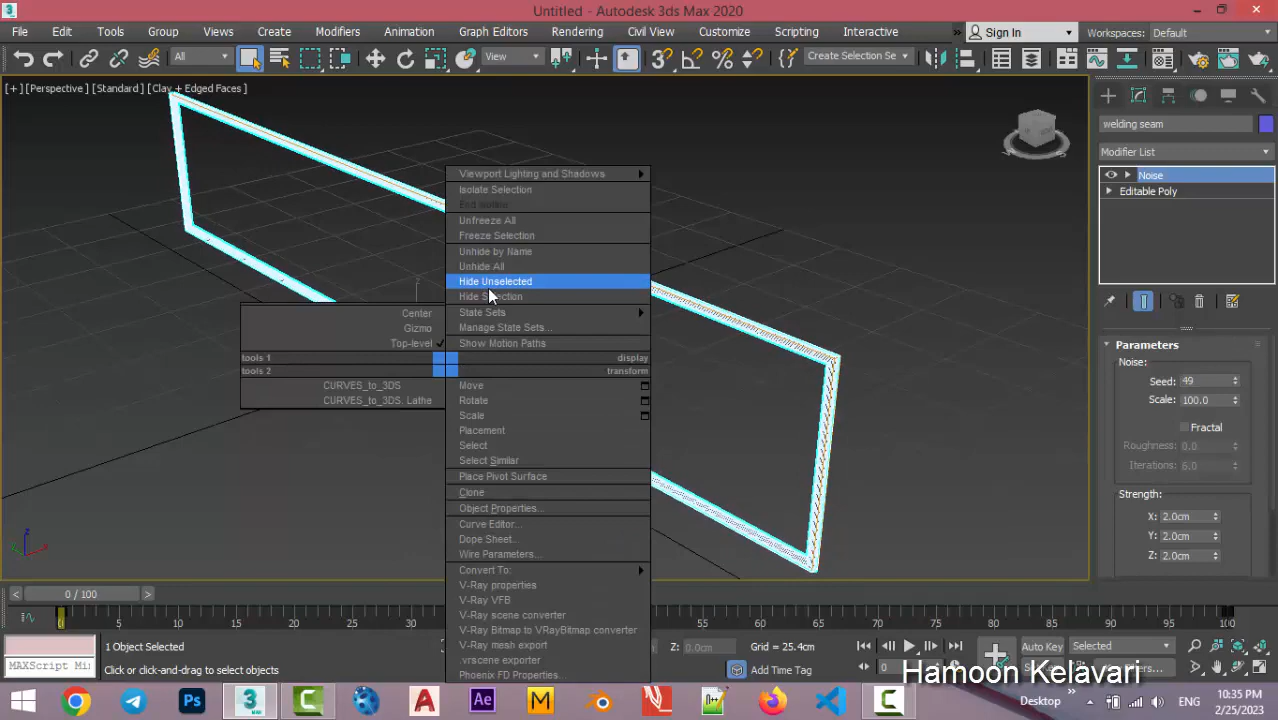 Untitled - Autodesk 3ds Max 2020
File Edit Tools Group Views Create Modifiers Animation Graph Editors Rendering Civil View Customize Scripting Interactive » Sign In Workspaces: Default
All View Create Selection Se
[+] [Perspective] [Standard] [Clay + Edged Faces]
welding seam
Modifier List
Noise
Editable Poly
Parameters
Noise:
Seed: 49
Scale: 100.0
Fractal
Roughness: 0.0
Iterations: 6.0
Strength:
X: 2.0cm
Y: 2.0cm
Z: 2.0cm
Viewport Lighting and Shadows
Isolate Selection
End Isolate
Unfreeze All
Freeze Selection
Unhide by Name
Unhide All
Hide Unselected
Hide Selection
State Sets
Manage State Sets...
Show Motion Paths
Center
Gizmo
Top-level
tools 1 display
tools 2 transform
CURVES_to_3DS
CURVES_to_3DS. Lathe
Move
Rotate
Scale
Placement
Select
Select Similar
Place Pivot Surface
Clone
Object Properties...
Curve Editor...
Dope Sheet...
Wire Parameters...
Convert To:
V-Ray properties
V-Ray VFB
V-Ray scene converter
V-Ray Bitmap to VRayBitmap converter
V-Ray mesh export
.vrscene exporter
Phoenix FD Properties...
< 0 / 100 >
0 5 10 15 20 25 30 55 60 65 70 75 80 85 90 95 100
1 Object Selected
MAXScript Mi
Click or click-and-drag to select objects
Z: 0.0cm Grid = 25.4cm
Add Time Tag
Auto Key Selected
0
Filters...
Hamoon Kelavari
Desktop » ENG
10:35 PM
2/25/2023